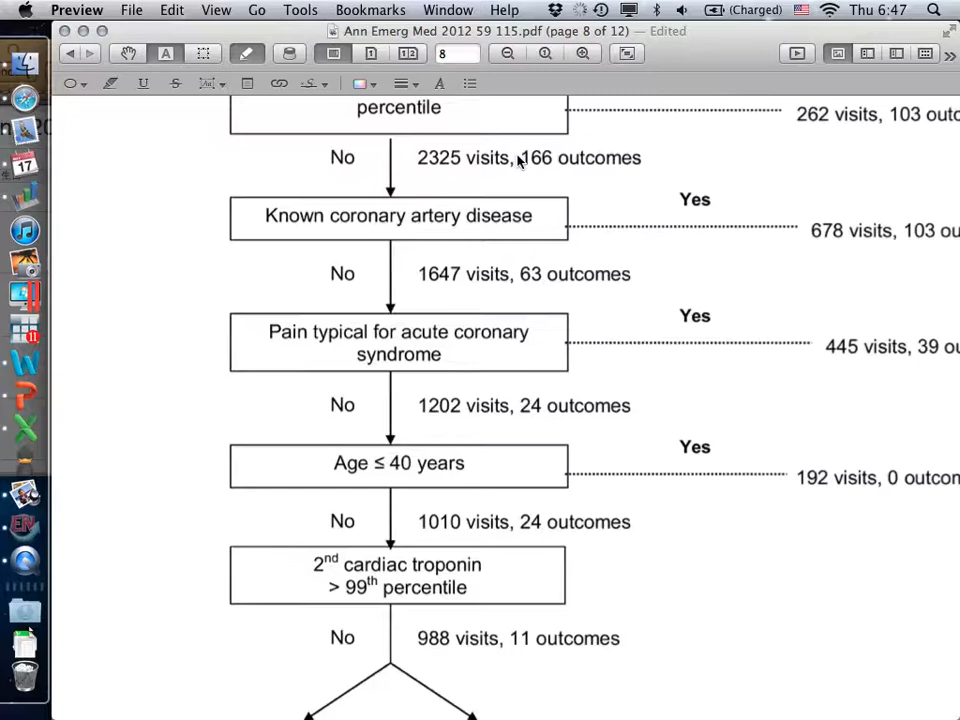 Preview File Edit View Go Tools Bookmarks Window Help (Charged) Thu 6:47
Ann Emerg Med 2012 59 115.pdf (page 8 of 12) — Edited
8
percentile
262 visits, 103 outc
No 2325 visits, 166 outcomes
Yes
Known coronary artery disease
678 visits, 103 ou
No 1647 visits, 63 outcomes
Yes
Pain typical for acute coronary
syndrome
445 visits, 39 ou
No 1202 visits, 24 outcomes
Yes
Age ≤ 40 years
192 visits, 0 outcom
No 1010 visits, 24 outcomes
2nd cardiac troponin
> 99th percentile
No 988 visits, 11 outcomes
17
11